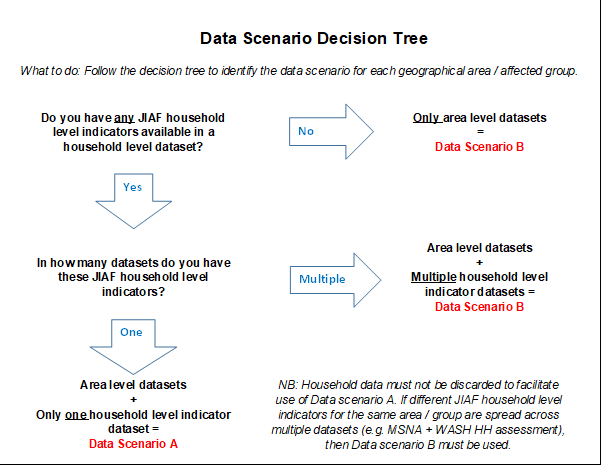 Data Scenario Decision Tree
What to do: Follow the decision tree to identify the data scenario for each geographical area / affected group.
Do you have any JIAF household
level indicators available in a
household level dataset?
No
Only area level datasets
=
Data Scenario B
Yes
In how many datasets do you have
these JIAF household level
indicators?
Multiple
Area level datasets
+
Multiple household level
indicator datasets =
Data Scenario B
One
Area level datasets
+
Only one household level indicator
dataset =
Data Scenario A
NB: Household data must not be discarded to facilitate
use of Data scenario A. If different JIAF household level
indicators for the same area / group are spread across
multiple datasets (e.g. MSNA + WASH HH assessment),
then Data scenario B must be used.